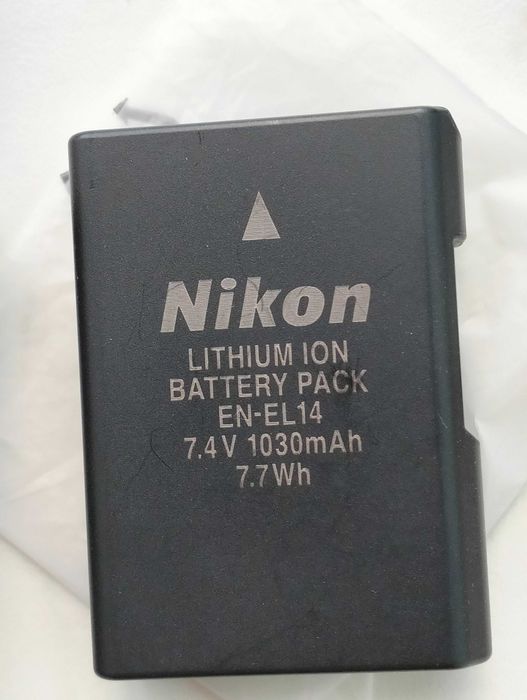 Nikon
LITHIUM ION
BATTERY PACK
EN-EL14
7.4V 1030mAh
7.7Wh